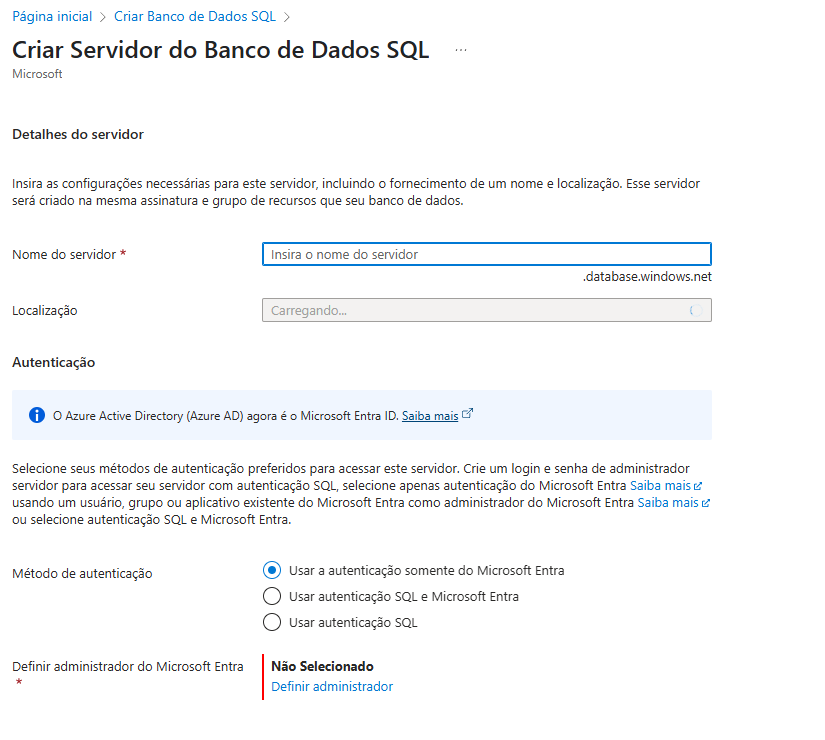 Página inicial > Criar Banco de Dados SQL >
Criar Servidor do Banco de Dados SQL ...
Microsoft
Detalhes do servidor
Insira as configurações necessárias para este servidor, incluindo o fornecimento de um nome e localização. Esse servidor
será criado na mesma assinatura e grupo de recursos que seu banco de dados.
Nome do servidor *
Insira o nome do servidor
.database.windows.net
Localização
Carregando...
Autenticação
O Azure Active Directory (Azure AD) agora é o Microsoft Entra ID. Saiba mais
Selecione seus métodos de autenticação preferidos para acessar este servidor. Crie um login e senha de administrador
servidor para acessar seu servidor com autenticação SQL, selecione apenas autenticação do Microsoft Entra Saiba mais
usando um usuário, grupo ou aplicativo existente do Microsoft Entra como administrador do Microsoft Entra Saiba mais
ou selecione autenticação SQL e Microsoft Entra.
Método de autenticação
Usar a autenticação somente do Microsoft Entra
Usar autenticação SQL e Microsoft Entra
Usar autenticação SQL
Definir administrador do Microsoft Entra
*
Não Selecionado
Definir administrador